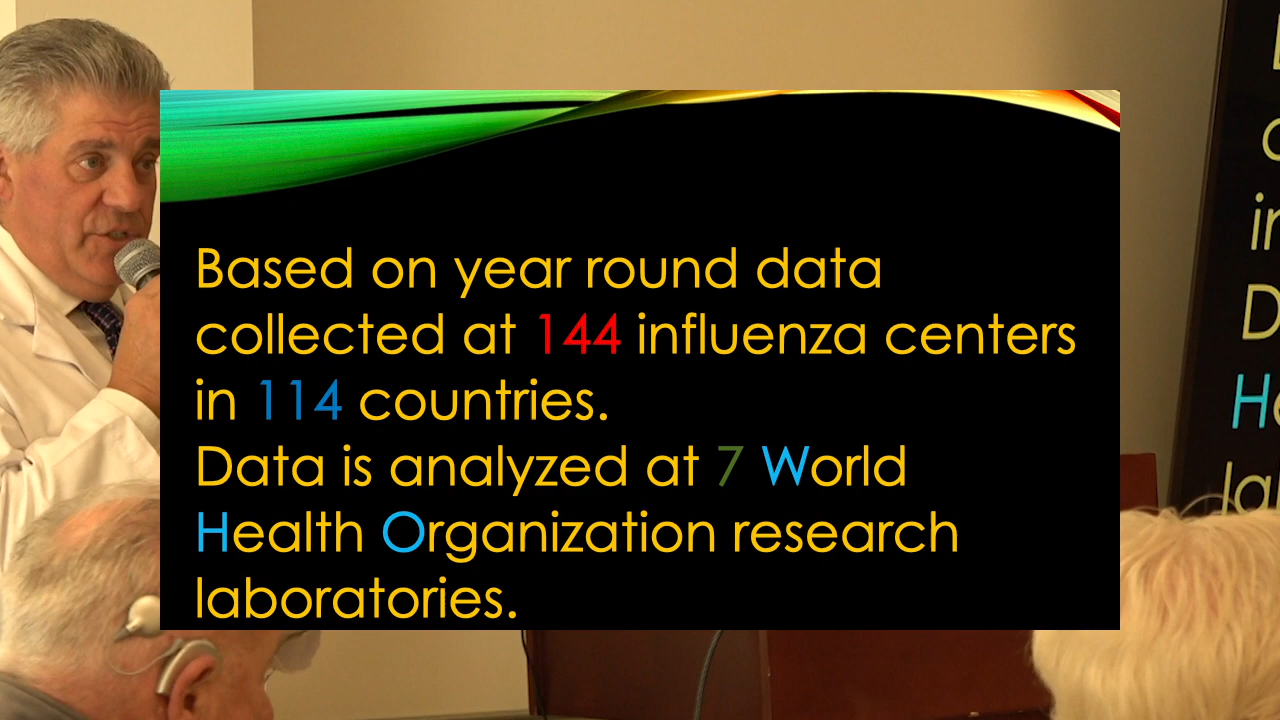 Based on year round data
collected at 144 influenza centers
in 114 countries.
Data is analyzed at 7 World
Health Organization research
laboratories.